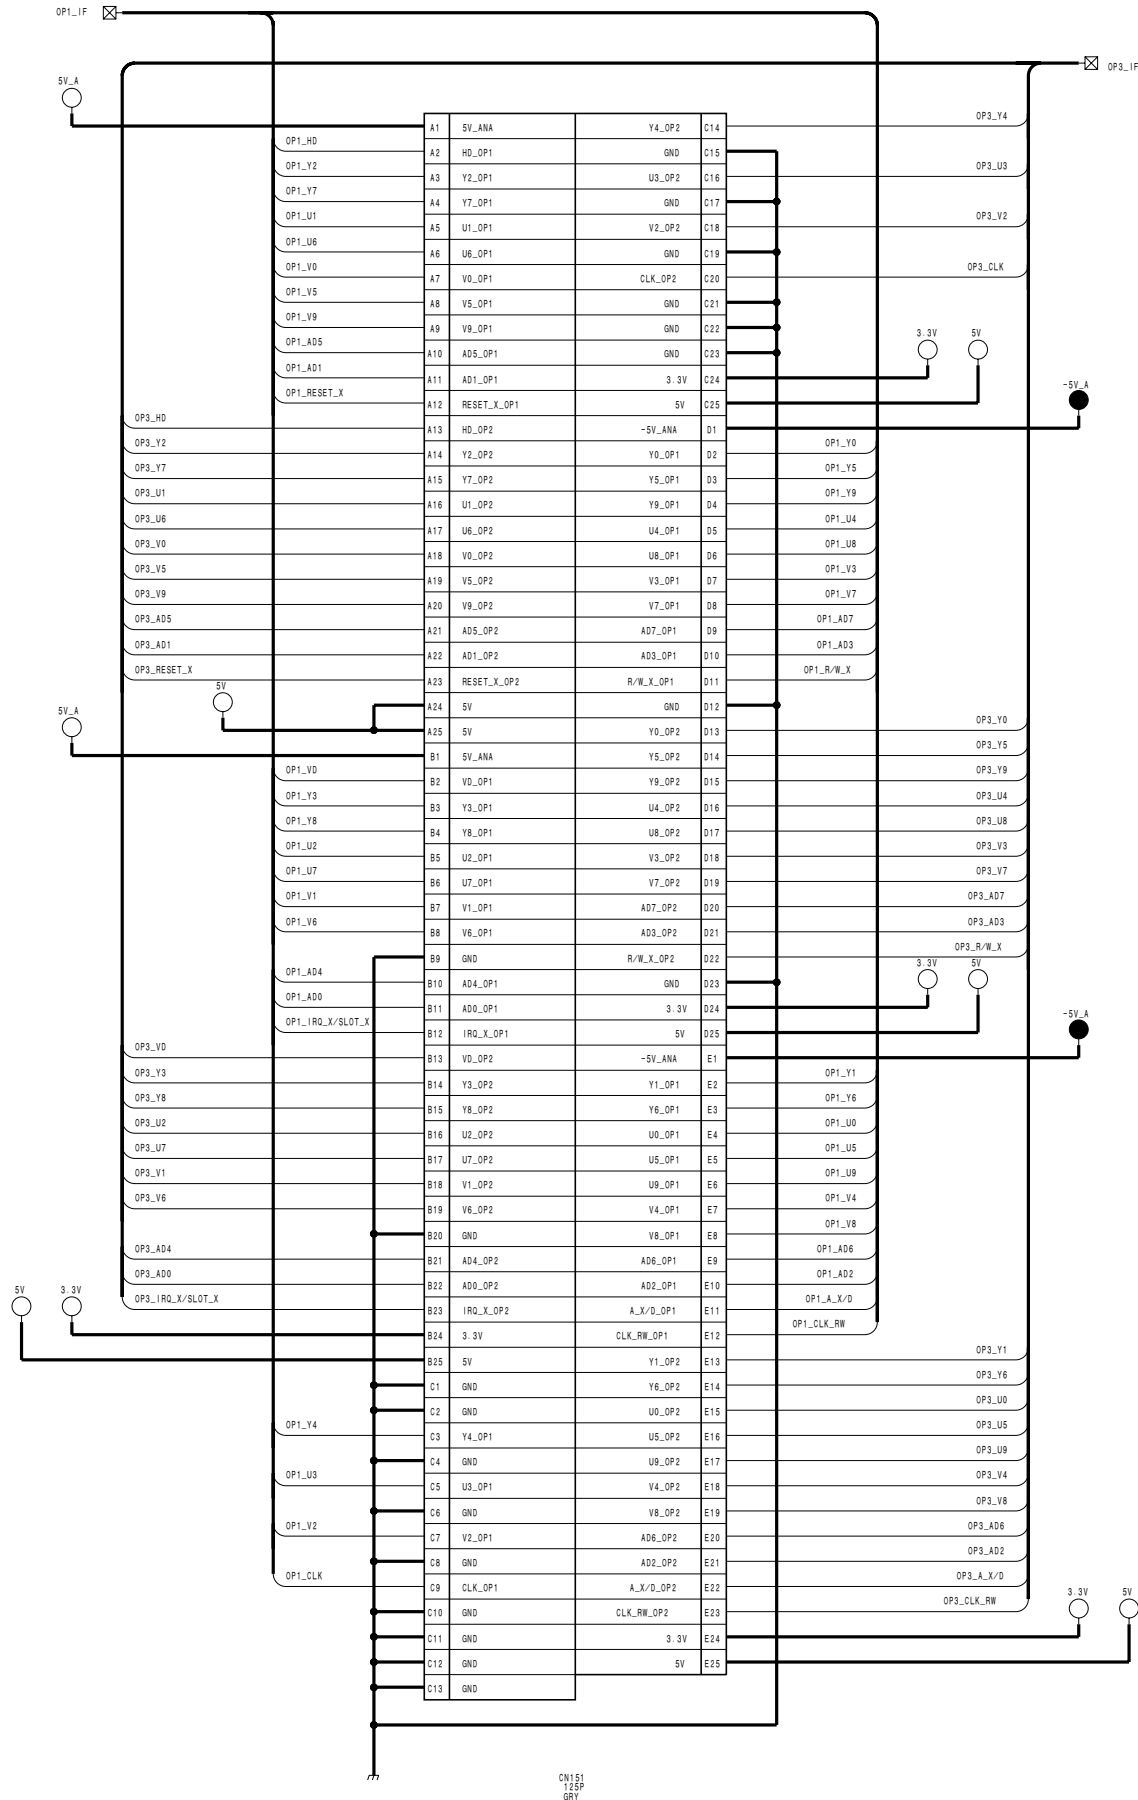 OP1_IF
OP3_IF
5V_A
A1 5V_ANA Y4_OP2 C14 OP3_Y4
OP1_HD A2 HD_OP1 GND C15
OP1_Y2 A3 Y2_OP1 U3_OP2 C16 OP3_U3
OP1_Y7 A4 Y7_OP1 GND C17
OP1_U1 A5 U1_OP1 V2_OP2 C18 OP3_V2
OP1_U6 A6 U6_OP1 GND C19
OP1_V0 A7 V0_OP1 CLK_OP2 C20 OP3_CLK
OP1_V5 A8 V5_OP1 GND C21
OP1_V9 A9 V9_OP1 GND C22
OP1_AD5 A10 AD5_OP1 GND C23
3.3V 5V
OP1_AD1 A11 AD1_OP1 3.3V C24
OP1_RESET_X A12 RESET_X_OP1 5V C25
-5V_A
OP3_HD A13 HD_OP2 -5V_ANA D1
OP3_Y2 A14 Y2_OP2 Y0_OP1 D2 OP1_Y0
OP3_Y7 A15 Y7_OP2 Y5_OP1 D3 OP1_Y5
OP3_U1 A16 U1_OP2 Y9_OP1 D4 OP1_Y9
OP3_U6 A17 U6_OP2 U4_OP1 D5 OP1_U4
OP3_V0 A18 V0_OP2 U8_OP1 D6 OP1_U8
OP3_V5 A19 V5_OP2 V3_OP1 D7 OP1_V3
OP3_V9 A20 V9_OP2 V7_OP1 D8 OP1_V7
OP3_AD5 A21 AD5_OP2 AD7_OP1 D9 OP1_AD7
OP3_AD1 A22 AD1_OP2 AD3_OP1 D10 OP1_AD3
OP3_RESET_X A23 RESET_X_OP2 R/W_X_OP1 D11 OP1_R/W_X
5V
A24 5V GND D12
5V_A
A25 5V Y0_OP2 D13 OP3_Y0
B1 5V_ANA Y5_OP2 D14 OP3_Y5
OP1_VD B2 VD_OP1 Y9_OP2 D15 OP3_Y9
OP1_Y3 B3 Y3_OP1 U4_OP2 D16 OP3_U4
OP1_Y8 B4 Y8_OP1 U8_OP2 D17 OP3_U8
OP1_U2 B5 U2_OP1 V3_OP2 D18 OP3_V3
OP1_U7 B6 U7_OP1 V7_OP2 D19 OP3_V7
OP1_V1 B7 V1_OP1 AD7_OP2 D20 OP3_AD7
OP1_V6 B8 V6_OP1 AD3_OP2 D21 OP3_AD3
B9 GND R/W_X_OP2 D22 OP3_R/W_X
3.3V 5V
OP1_AD4 B10 AD4_OP1 GND D23
OP1_AD0 B11 AD0_OP1 3.3V D24
OP1_IRQ_X/SLOT_X B12 IRQ_X_OP1 5V D25
-5V_A
OP3_VD B13 VD_OP2 -5V_ANA E1
OP3_Y3 B14 Y3_OP2 Y1_OP1 E2 OP1_Y1
OP3_Y8 B15 Y8_OP2 Y6_OP1 E3 OP1_Y6
OP3_U2 B16 U2_OP2 U0_OP1 E4 OP1_U0
OP3_U7 B17 U7_OP2 U5_OP1 E5 OP1_U5
OP3_V1 B18 V1_OP2 U9_OP1 E6 OP1_U9
OP3_V6 B19 V6_OP2 V4_OP1 E7 OP1_V4
B20 GND V8_OP1 E8 OP1_V8
OP3_AD4 B21 AD4_OP2 AD6_OP1 E9 OP1_AD6
OP3_AD0 B22 AD0_OP2 AD2_OP1 E10 OP1_AD2
5V 3.3V
OP3_IRQ_X/SLOT_X B23 IRQ_X_OP2 A_X/D_OP1 E11 OP1_A_X/D
B24 3.3V CLK_RW_OP1 E12 OP1_CLK_RW
B25 5V Y1_OP2 E13 OP3_Y1
C1 GND Y6_OP2 E14 OP3_Y6
C2 GND U0_OP2 E15 OP3_U0
OP1_Y4 C3 Y4_OP1 U5_OP2 E16 OP3_U5
C4 GND U9_OP2 E17 OP3_U9
OP1_U3 C5 U3_OP1 V4_OP2 E18 OP3_V4
C6 GND V8_OP2 E19 OP3_V8
OP1_V2 C7 V2_OP1 AD6_OP2 E20 OP3_AD6
C8 GND AD2_OP2 E21 OP3_AD2
OP1_CLK C9 CLK_OP1 A_X/D_OP2 E22 OP3_A_X/D
3.3V 5V
C10 GND CLK_RW_OP2 E23 OP3_CLK_RW
C11 GND 3.3V E24
C12 GND 5V E25
C13 GND
CN151
125P
GRY